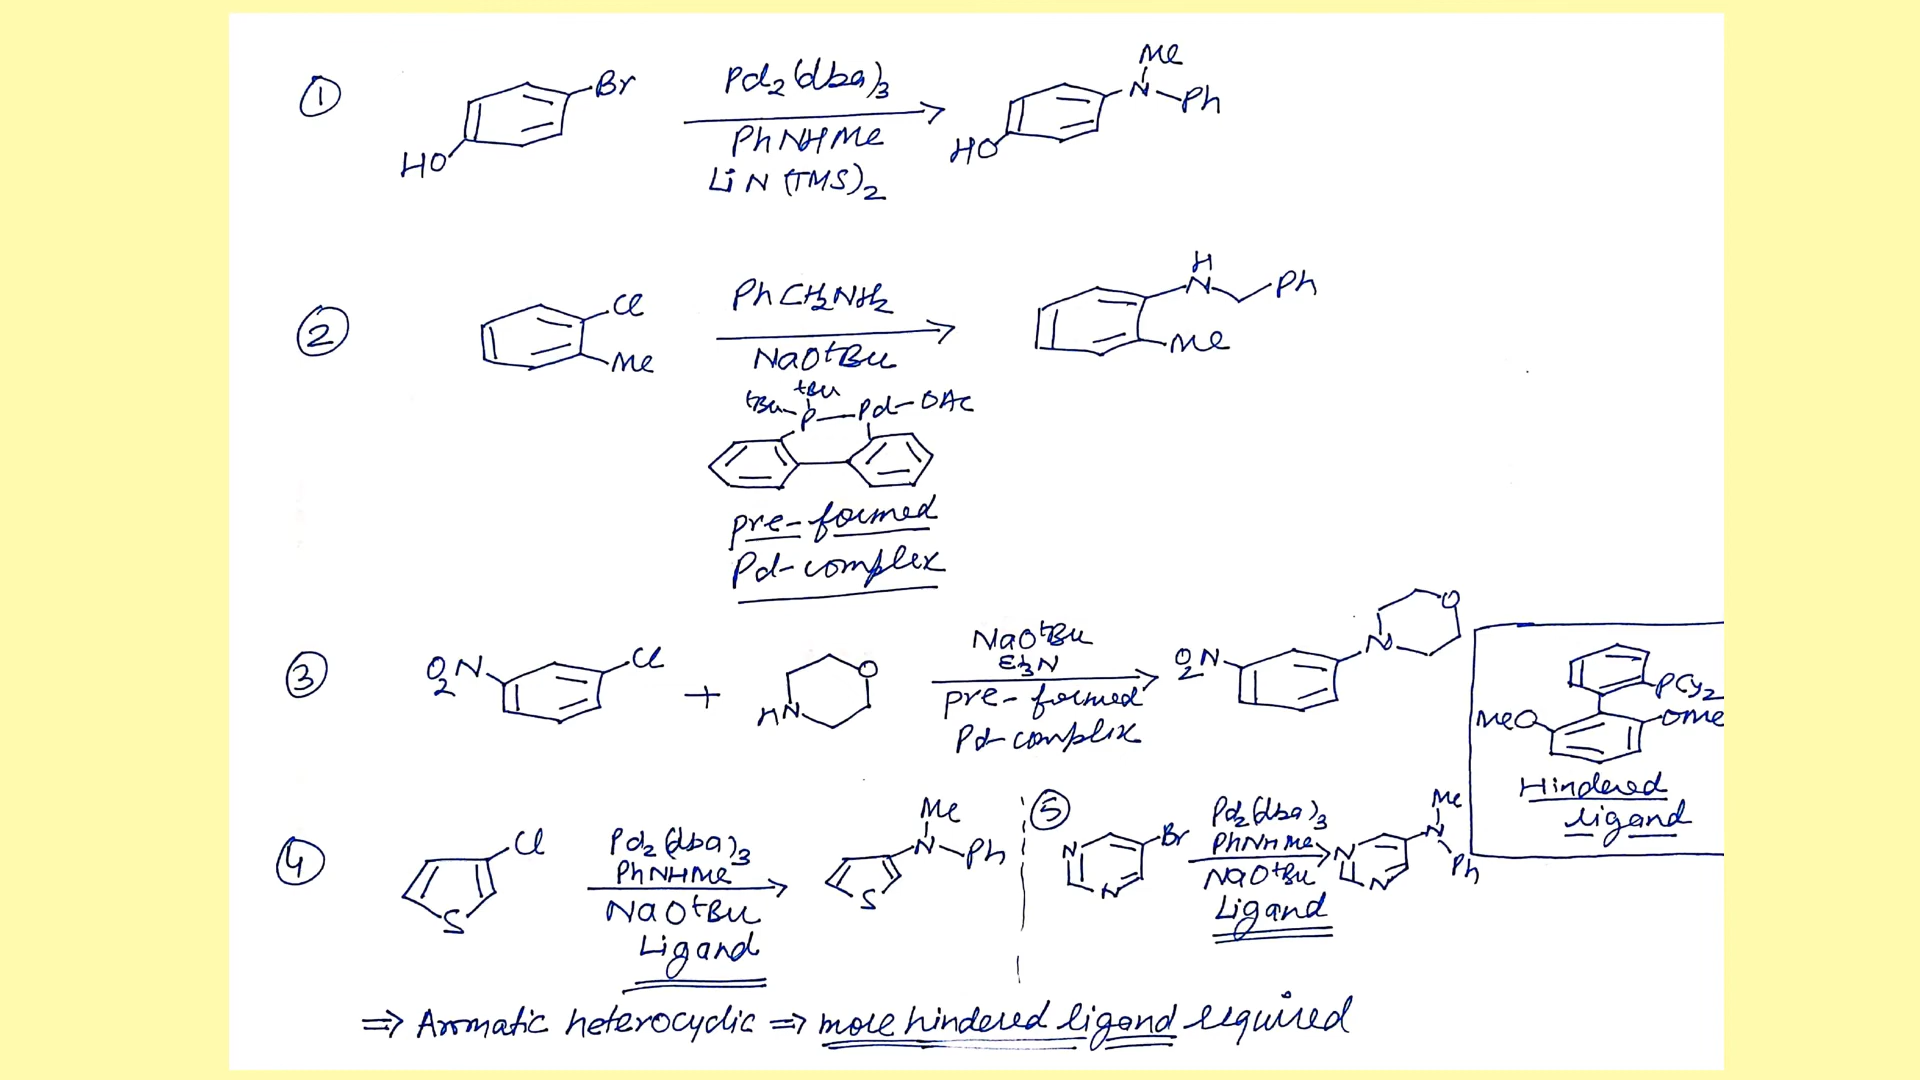 ①
Br
HO
Pd₂(dba)₃
PhNHMe
LiN(TMS)₂
Me
N
Ph
HO
②
Cl
Me
PhCH₂NH₂
NaOᵗBu
ᵗBu
ᵗBu P Pd OAc
pre-formed
Pd-complex
H
N
Ph
Me
③
O₂N
Cl
+
HN
O
NaOᵗBu
Et₃N
pre-formed
Pd-complex
O₂N
N
O
PCy₂
MeO
OMe
Hindered
ligand
④
Cl
S
Pd₂(dba)₃
PhNHMe
NaOᵗBu
Ligand
Me
N
Ph
S
⑤
N
Br
N
Pd₂(dba)₃
PhNHMe
NaOᵗBu
Ligand
Me
N
Ph
N
N
⇒ Aromatic heterocyclic ⇒ more hindered ligand required